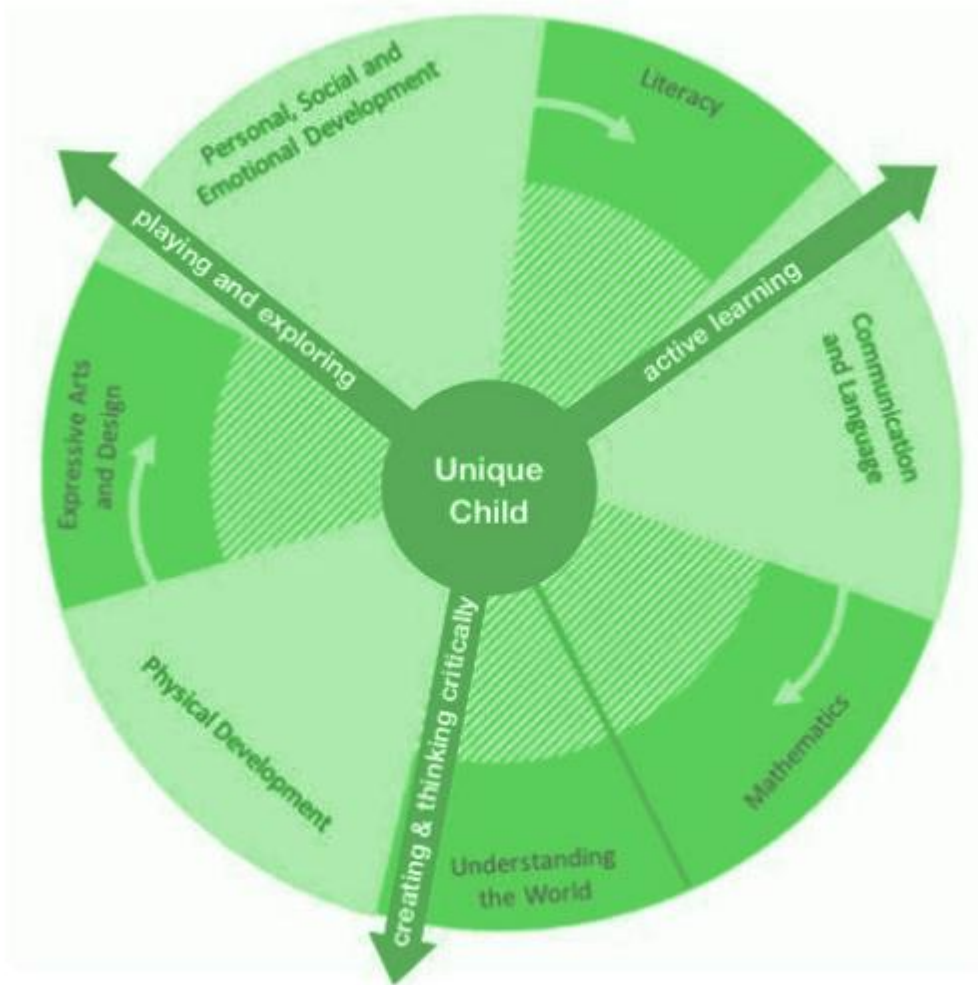 Personal, Social and
Emotional Development
Literacy
playing and exploring
active learning
Communication
and Language
Expressive Arts
and Design
Unique
Child
Physical Development
creating & thinking critically
Mathematics
Understanding
the World